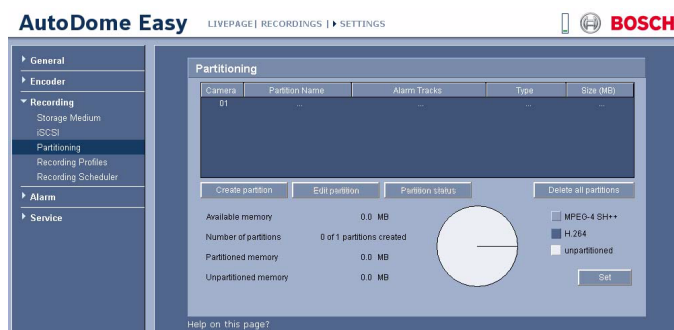 AutoDome Easy LIVEPAGE| RECORDINGS | SETTINGS BOSCH
General
Encoder
Recording
Storage Medium
iSCSI
Partitioning
Recording Profiles
Recording Scheduler
Alarm
Service
Partitioning
Camera Partition Name Alarm Tracks Type Size (MB)
01 ... ... ... ...
Create partition Edit partition Partition status Delete all partitions
Available memory 0.0 MB
Number of partitions 0 of 1 partitions created
Partitioned memory 0.0 MB
Unpartitioned memory 0.0 MB
MPEG-4 SH++
H.264
unpartitioned
Set
Help on this page?